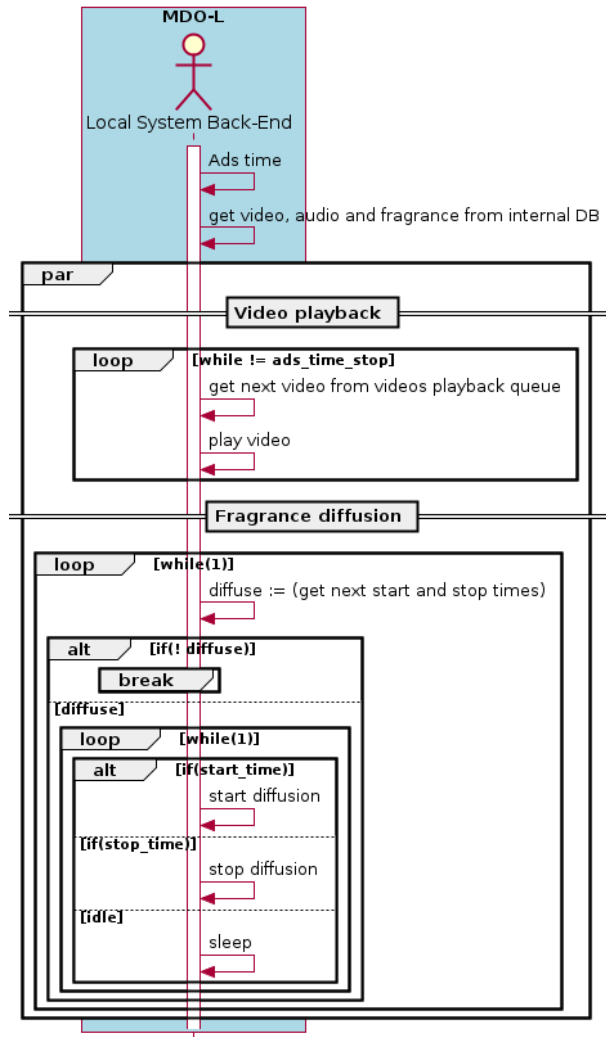 MDO-L
Local System Back-End
Ads time
get video, audio and fragrance from internal DB
par
Video playback
loop [while != ads_time_stop]
get next video from videos playback queue
play video
Fragrance diffusion
loop [while(1)]
diffuse := (get next start and stop times)
alt [if(! diffuse)]
break
[diffuse]
loop [while(1)]
alt [if(start_time)]
start diffusion
[if(stop_time)]
stop diffusion
[idle]
sleep